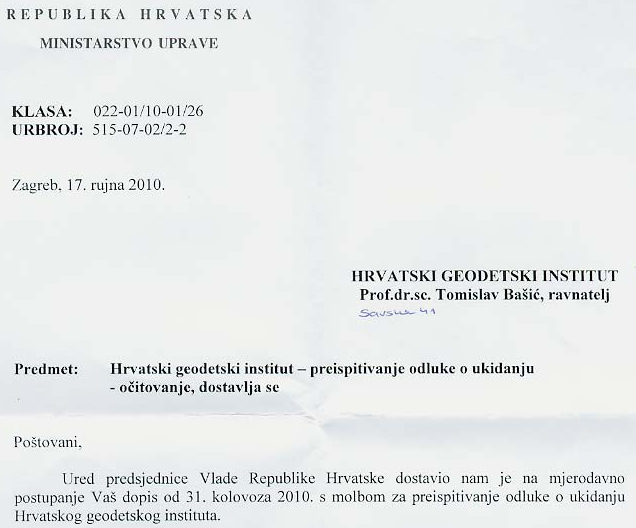 REPUBLIKA HRVATSKA
MINISTARSTVO UPRAVE
KLASA: 022-01/10-01/26
URBROJ: 515-07-02/2-2
Zagreb, 17. rujna 2010.
HRVATSKI GEODETSKI INSTITUT
Prof.dr.sc. Tomislav Bašić, ravnatelj
Savska 41
Predmet: Hrvatski geodetski institut – preispitivanje odluke o ukidanju
- očitovanje, dostavlja se
Poštovani,
Ured predsjednice Vlade Republike Hrvatske dostavio nam je na mjerodavno
postupanje Vaš dopis od 31. kolovoza 2010. s molbom za preispitivanje odluke o ukidanju
Hrvatskog geodetskog instituta.